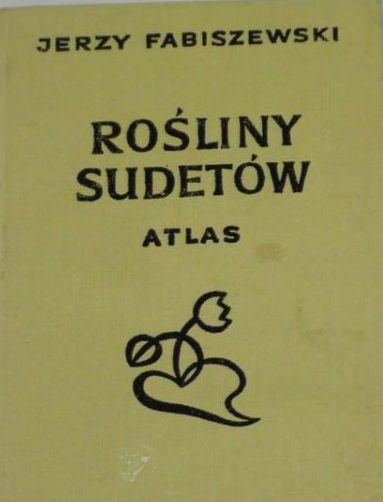 JERZY FABISZEWSKI
ROŚLINY
SUDETÓW
ATLAS